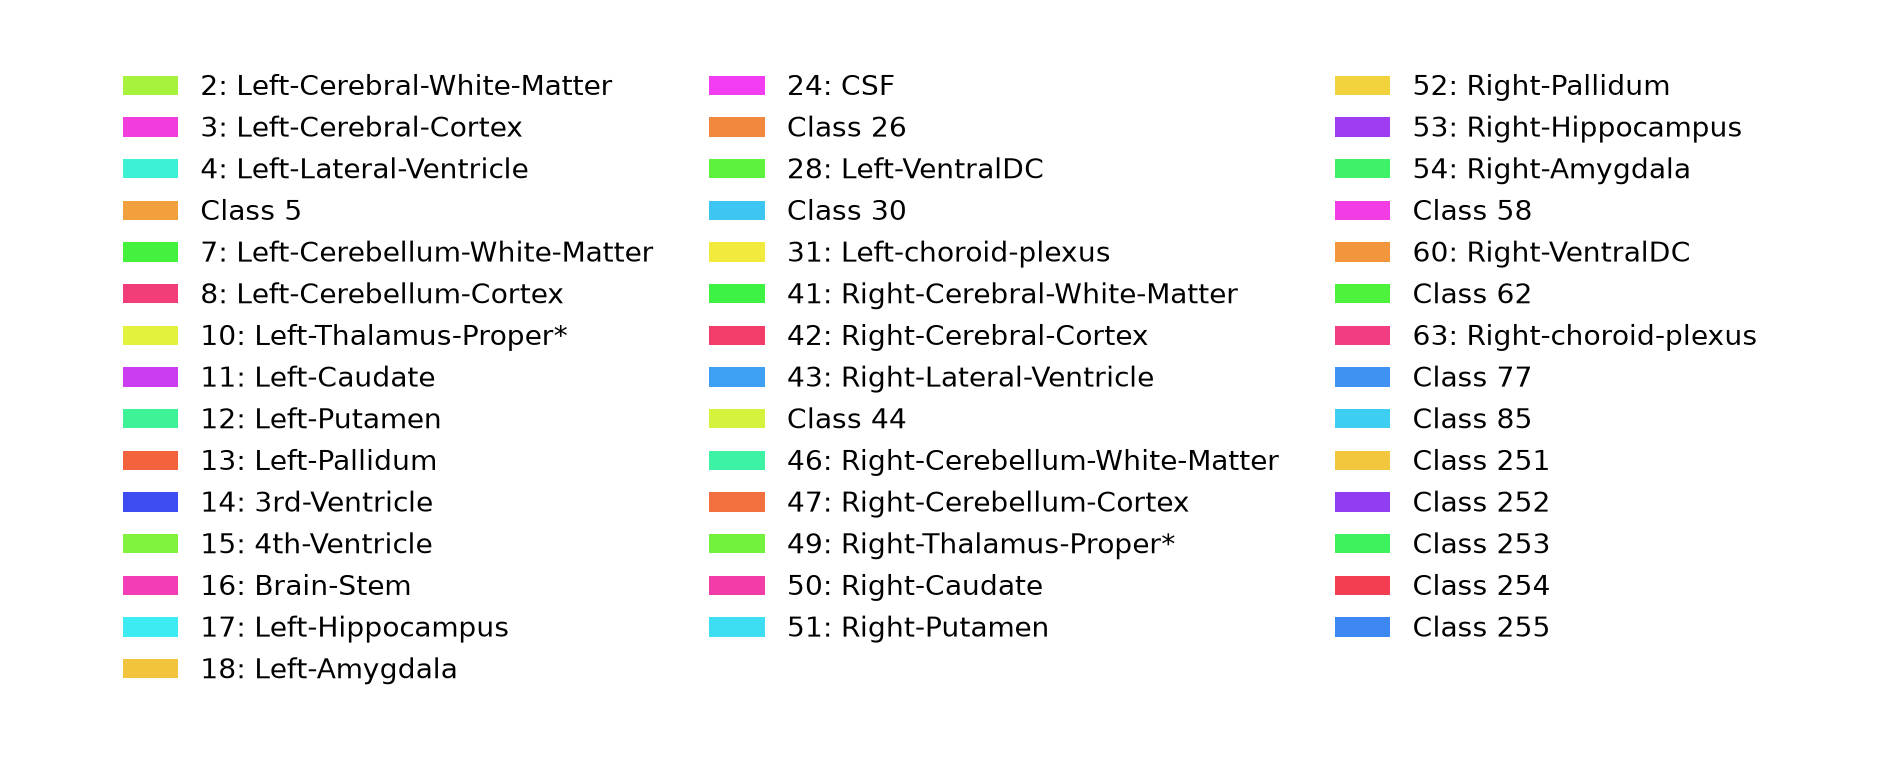 2: Left-Cerebral-White-Matter
3: Left-Cerebral-Cortex
4: Left-Lateral-Ventricle
Class 5
7: Left-Cerebellum-White-Matter
8: Left-Cerebellum-Cortex
10: Left-Thalamus-Proper*
11: Left-Caudate
12: Left-Putamen
13: Left-Pallidum
14: 3rd-Ventricle
15: 4th-Ventricle
16: Brain-Stem
17: Left-Hippocampus
18: Left-Amygdala
24: CSF
Class 26
28: Left-VentralDC
Class 30
31: Left-choroid-plexus
41: Right-Cerebral-White-Matter
42: Right-Cerebral-Cortex
43: Right-Lateral-Ventricle
Class 44
46: Right-Cerebellum-White-Matter
47: Right-Cerebellum-Cortex
49: Right-Thalamus-Proper*
50: Right-Caudate
51: Right-Putamen
52: Right-Pallidum
53: Right-Hippocampus
54: Right-Amygdala
Class 58
60: Right-VentralDC
Class 62
63: Right-choroid-plexus
Class 77
Class 85
Class 251
Class 252
Class 253
Class 254
Class 255